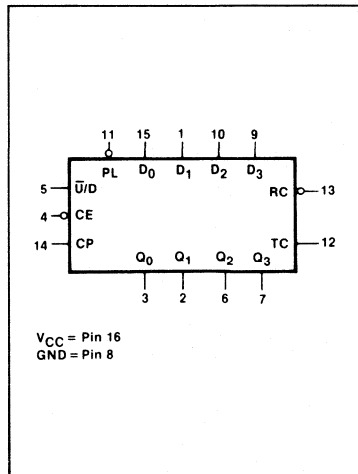 11 15 1 10 9
PL D0 D1 D2 D3
5 U̅/D RC 13
4 CE
14 CP TC 12
Q0 Q1 Q2 Q3
3 2 6 7
VCC = Pin 16
GND = Pin 8